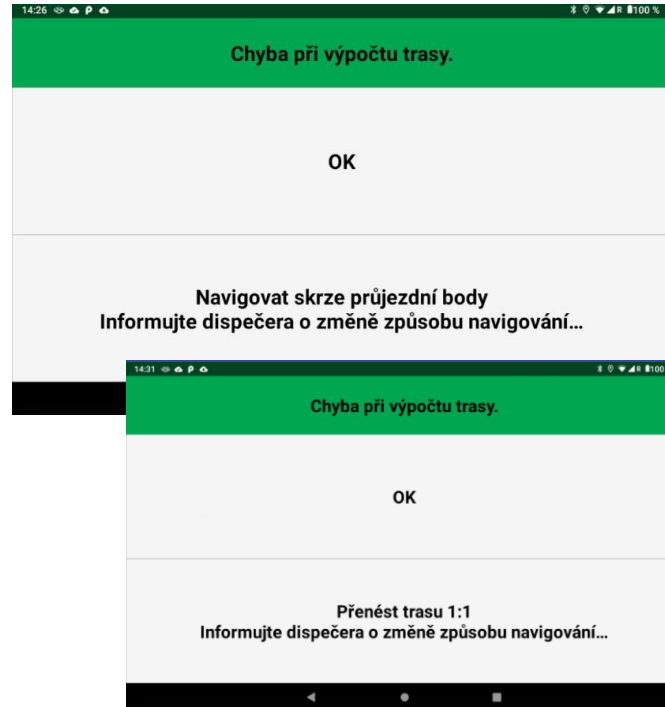 14:26
100 %
Chyba při výpočtu trasy.
OK
Navigovat skrze průjezdní body
Informujte dispečera o změně způsobu navigování...
14:31
100
Chyba při výpočtu trasy.
OK
Přenést trasu 1:1
Informujte dispečera o změně způsobu navigování...